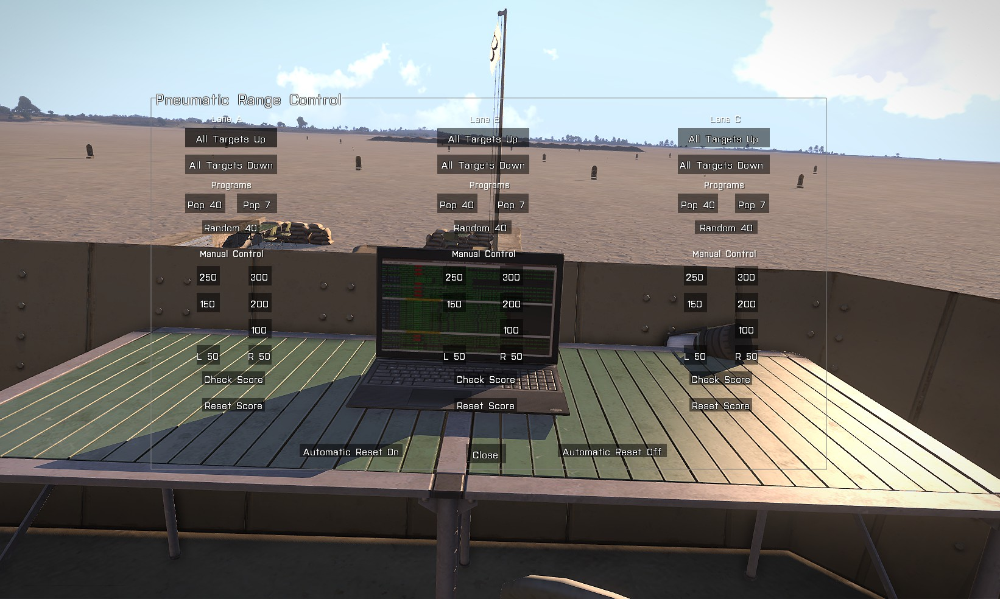 Pneumatic Range Control
Lane A
Lane B
Lane C
All Targets Up
All Targets Up
All Targets Up
All Targets Down
All Targets Down
All Targets Down
Programs
Programs
Programs
Pop 40
Pop 7
Pop 40
Pop 7
Pop 40
Pop 7
Random 40
Random 40
Random 40
Manual Control
Manual Control
Manual Control
250
300
250
300
250
300
150
200
150
200
150
200
100
100
100
L 50
R 50
L 50
R 50
L 50
R 50
Check Score
Check Score
Check Score
Reset Score
Reset Score
Reset Score
Automatic Reset On
Close
Automatic Reset Off